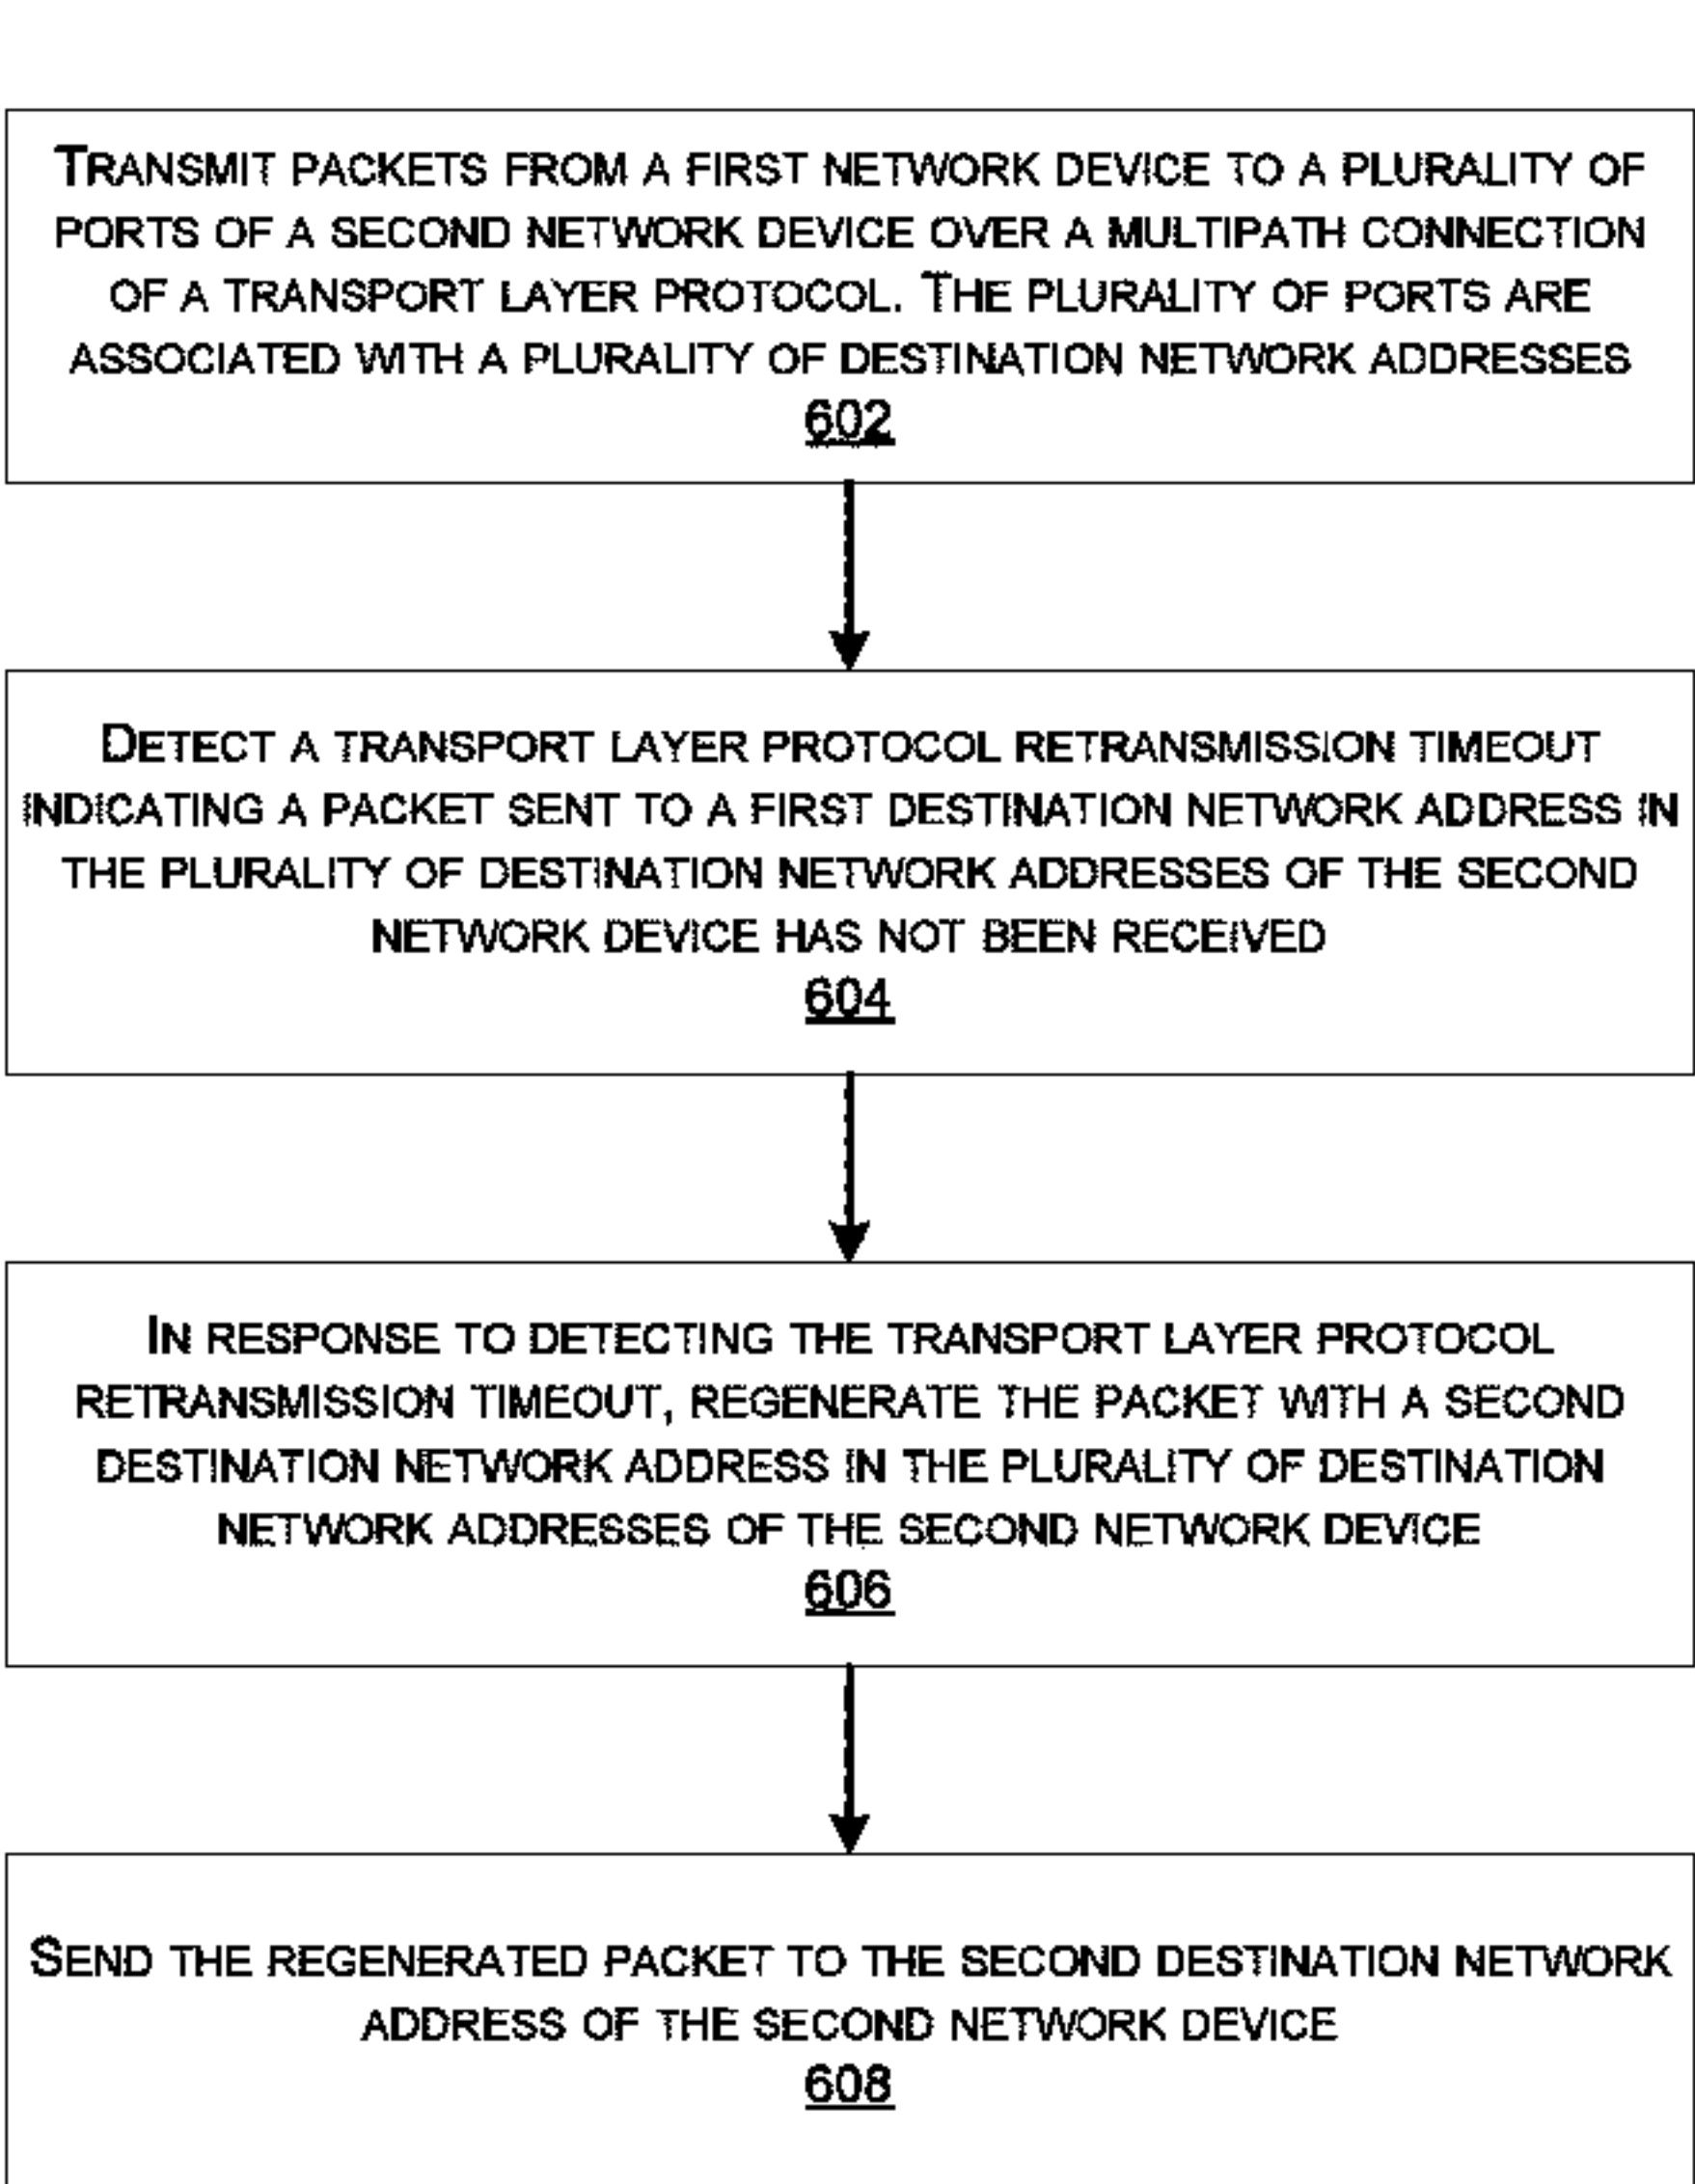 TRANSMIT PACKETS FROM A FIRST NETWORK DEVICE TO A PLURALITY OF
PORTS OF A SECOND NETWORK DEVICE OVER A MULTIPATH CONNECTION
OF A TRANSPORT LAYER PROTOCOL. THE PLURALITY OF PORTS ARE
ASSOCIATED WITH A PLURALITY OF DESTINATION NETWORK ADDRESSES
602
DETECT A TRANSPORT LAYER PROTOCOL RETRANSMISSION TIMEOUT
INDICATING A PACKET SENT TO A FIRST DESTINATION NETWORK ADDRESS IN
THE PLURALITY OF DESTINATION NETWORK ADDRESSES OF THE SECOND
NETWORK DEVICE HAS NOT BEEN RECEIVED
604
IN RESPONSE TO DETECTING THE TRANSPORT LAYER PROTOCOL
RETRANSMISSION TIMEOUT, REGENERATE THE PACKET WITH A SECOND
DESTINATION NETWORK ADDRESS IN THE PLURALITY OF DESTINATION
NETWORK ADDRESSES OF THE SECOND NETWORK DEVICE
606
SEND THE REGENERATED PACKET TO THE SECOND DESTINATION NETWORK
ADDRESS OF THE SECOND NETWORK DEVICE
608